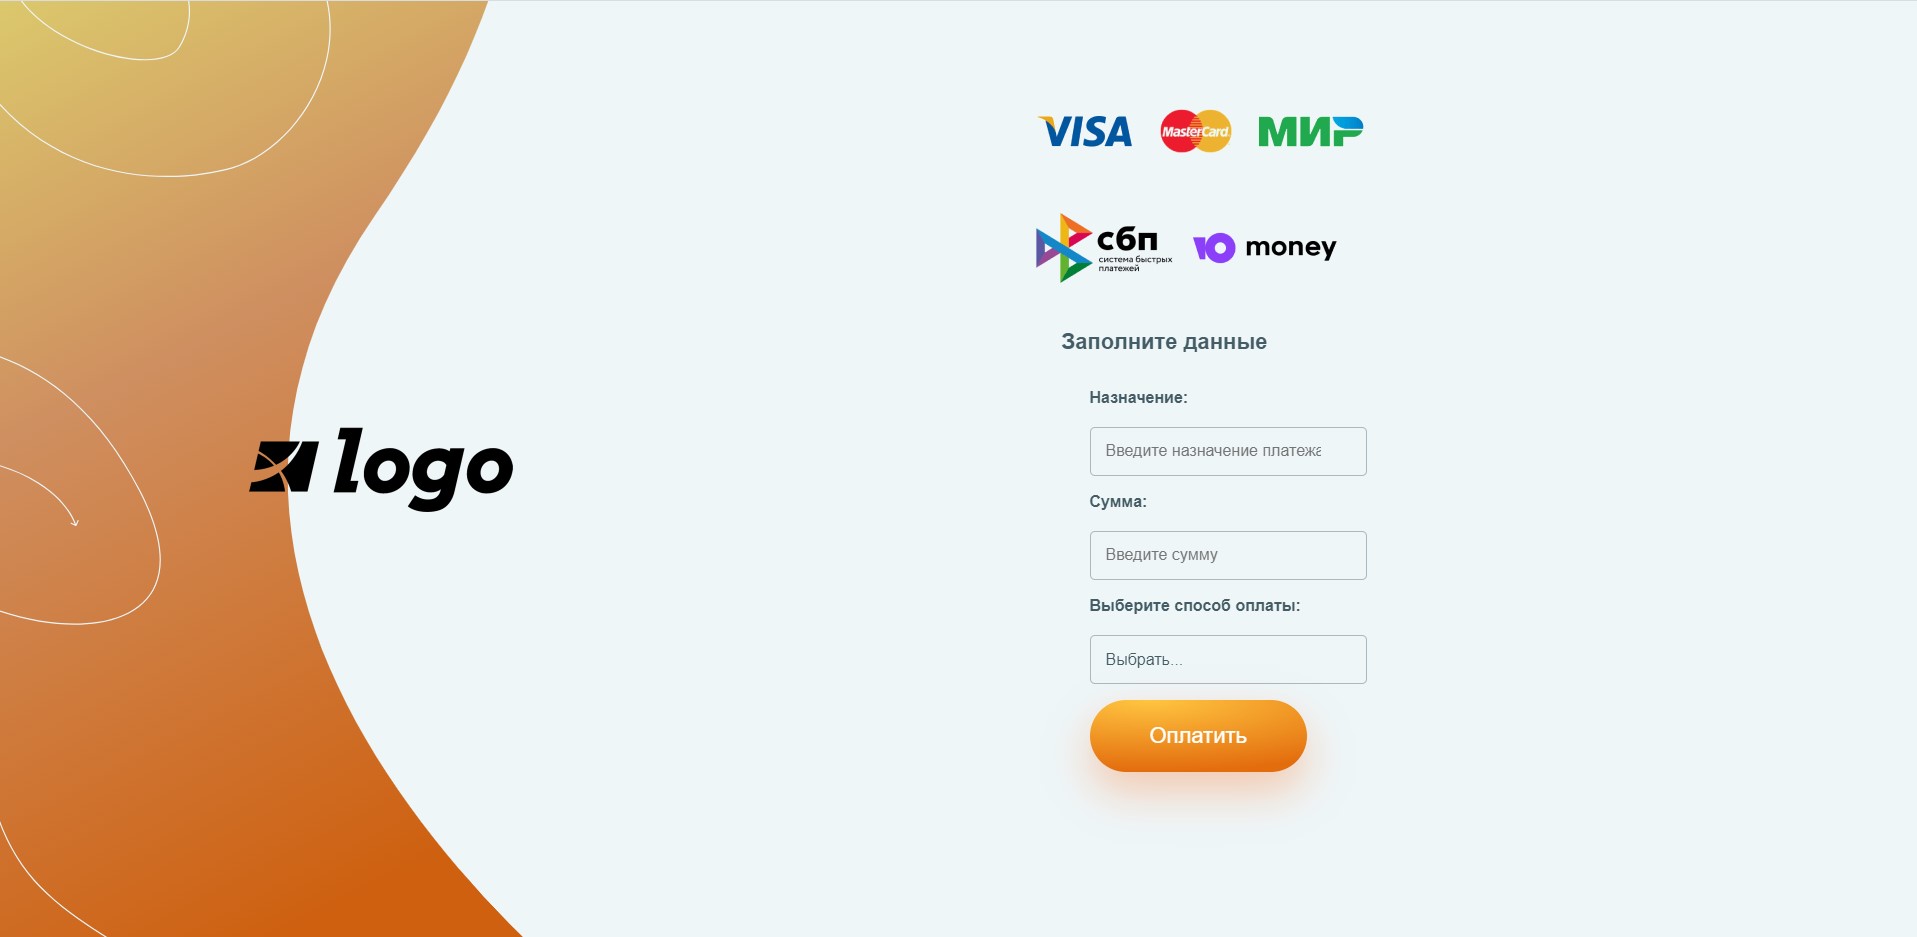 VISA
MasterCard
МИР
сбп
система быстрых
платежей
Ю money
Заполните данные
Назначение:
Введите назначение платежа
logo
Сумма:
Введите сумму
Выберите способ оплаты:
Выбрать...
Оплатить